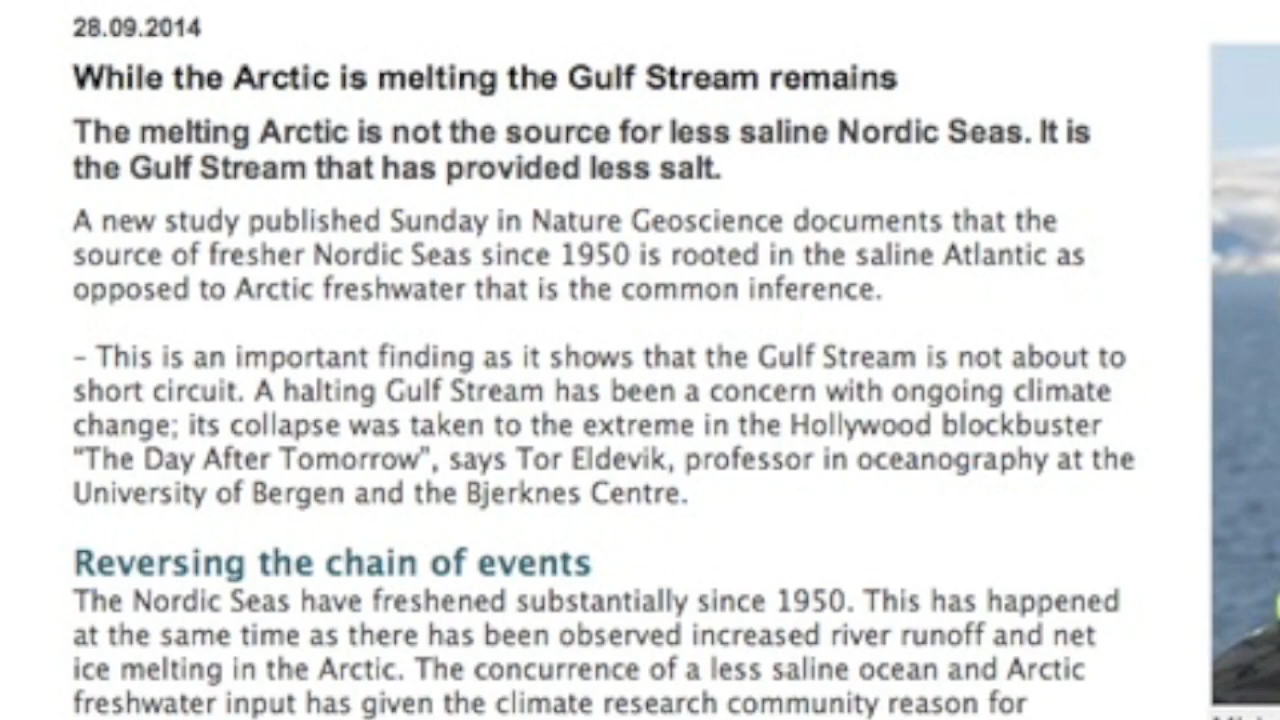 28.09.2014
While the Arctic is melting the Gulf Stream remains
The melting Arctic is not the source for less saline Nordic Seas. It is
the Gulf Stream that has provided less salt.
A new study published Sunday in Nature Geoscience documents that the
source of fresher Nordic Seas since 1950 is rooted in the saline Atlantic as
opposed to Arctic freshwater that is the common inference.
– This is an important finding as it shows that the Gulf Stream is not about to
short circuit. A halting Gulf Stream has been a concern with ongoing climate
change; its collapse was taken to the extreme in the Hollywood blockbuster
"The Day After Tomorrow", says Tor Eldevik, professor in oceanography at the
University of Bergen and the Bjerknes Centre.
Reversing the chain of events
The Nordic Seas have freshened substantially since 1950. This has happened
at the same time as there has been observed increased river runoff and net
ice melting in the Arctic. The concurrence of a less saline ocean and Arctic
freshwater input has given the climate research community reason for